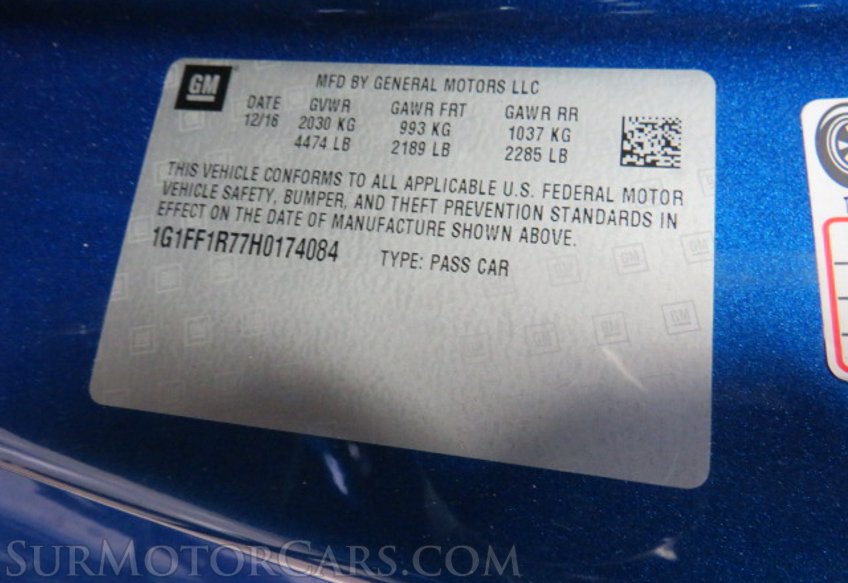 GM
MFD BY GENERAL MOTORS LLC
DATE GVWR GAWR FRT GAWR RR
12/16 2030 KG 993 KG 1037 KG
4474 LB 2189 LB 2285 LB
THIS VEHICLE CONFORMS TO ALL APPLICABLE U.S. FEDERAL MOTOR
VEHICLE SAFETY, BUMPER, AND THEFT PREVENTION STANDARDS IN
EFFECT ON THE DATE OF MANUFACTURE SHOWN ABOVE.
1G1FF1R77H0174084 TYPE: PASS CAR
SURMOTORCARS.COM